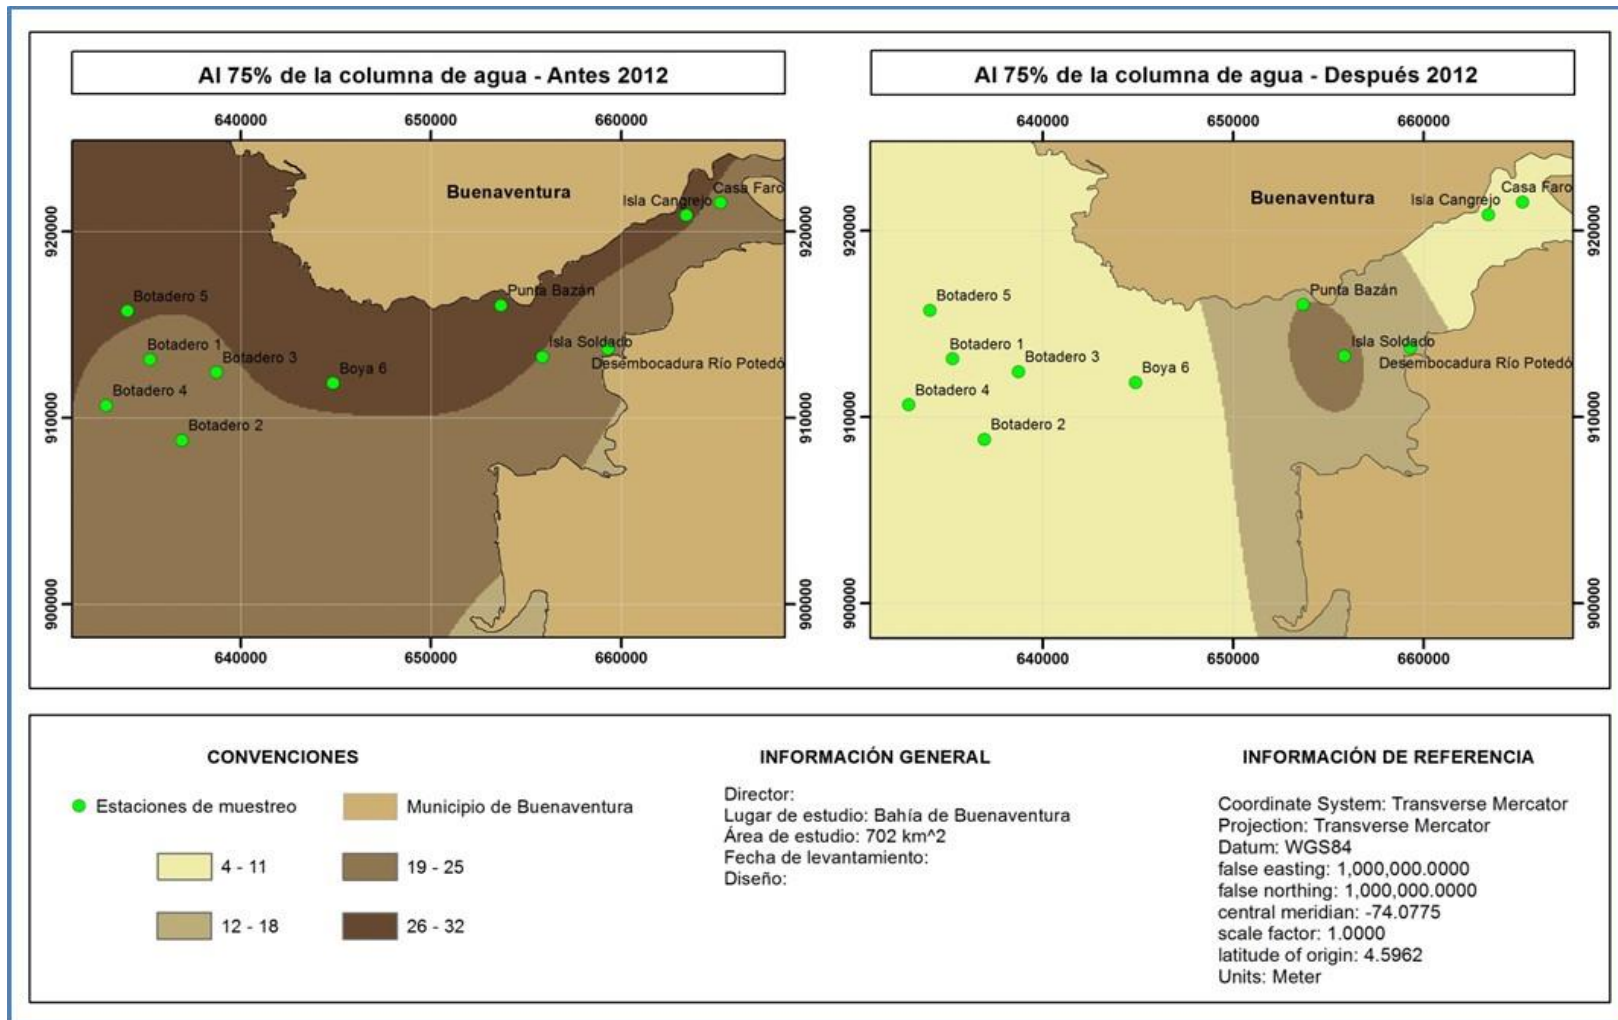 Al 75% de la columna de agua - Antes 2012
640000 650000 660000
920000
910000
900000
Buenaventura
Casa Faro
Isla Cangrejo
Punta Bazán
Botadero 5
Isla Soldado
Botadero 1
Botadero 3
Desembocadura Río Potedó
Boya 6
Botadero 4
Botadero 2
920000
910000
900000
640000 650000 660000
Al 75% de la columna de agua - Después 2012
640000 650000 660000
920000
910000
900000
Buenaventura
Casa Faro
Isla Cangrejo
Punta Bazán
Botadero 5
Isla Soldado
Botadero 1
Botadero 3
Desembocadura Río Potedó
Boya 6
Botadero 4
Botadero 2
920000
910000
900000
640000 650000 660000
CONVENCIONES
Estaciones de muestreo
Municipio de Buenaventura
4 - 11
19 - 25
12 - 18
26 - 32
INFORMACIÓN GENERAL
Director:
Lugar de estudio: Bahía de Buenaventura
Área de estudio: 702 km^2
Fecha de levantamiento:
Diseño:
INFORMACIÓN DE REFERENCIA
Coordinate System: Transverse Mercator
Projection: Transverse Mercator
Datum: WGS84
false easting: 1,000,000.0000
false northing: 1,000,000.0000
central meridian: -74.0775
scale factor: 1.0000
latitude of origin: 4.5962
Units: Meter